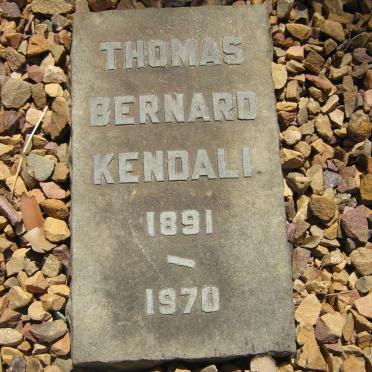 THOMAS
BERNARD
KENDALI
1891
-
1970